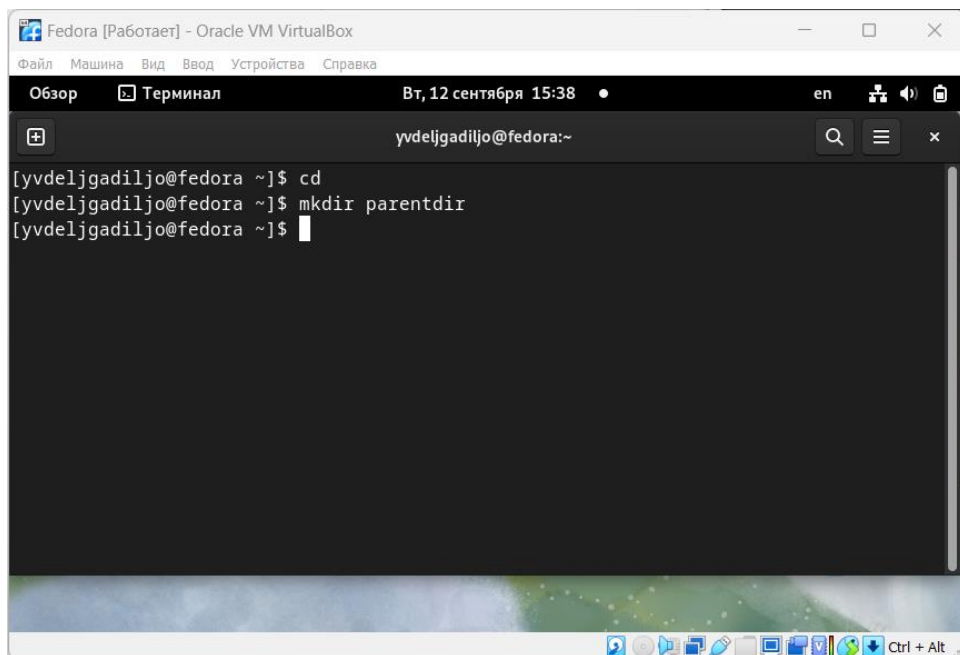 Fedora [Работает] - Oracle VM VirtualBox
Файл Машина Вид Ввод Устройства Справка
Обзор Терминал Вт, 12 сентября 15:38 en
yvdeljgadiljo@fedora:~
[yvdeljgadiljo@fedora ~]$ cd
[yvdeljgadiljo@fedora ~]$ mkdir parentdir
[yvdeljgadiljo@fedora ~]$
Ctrl + Alt